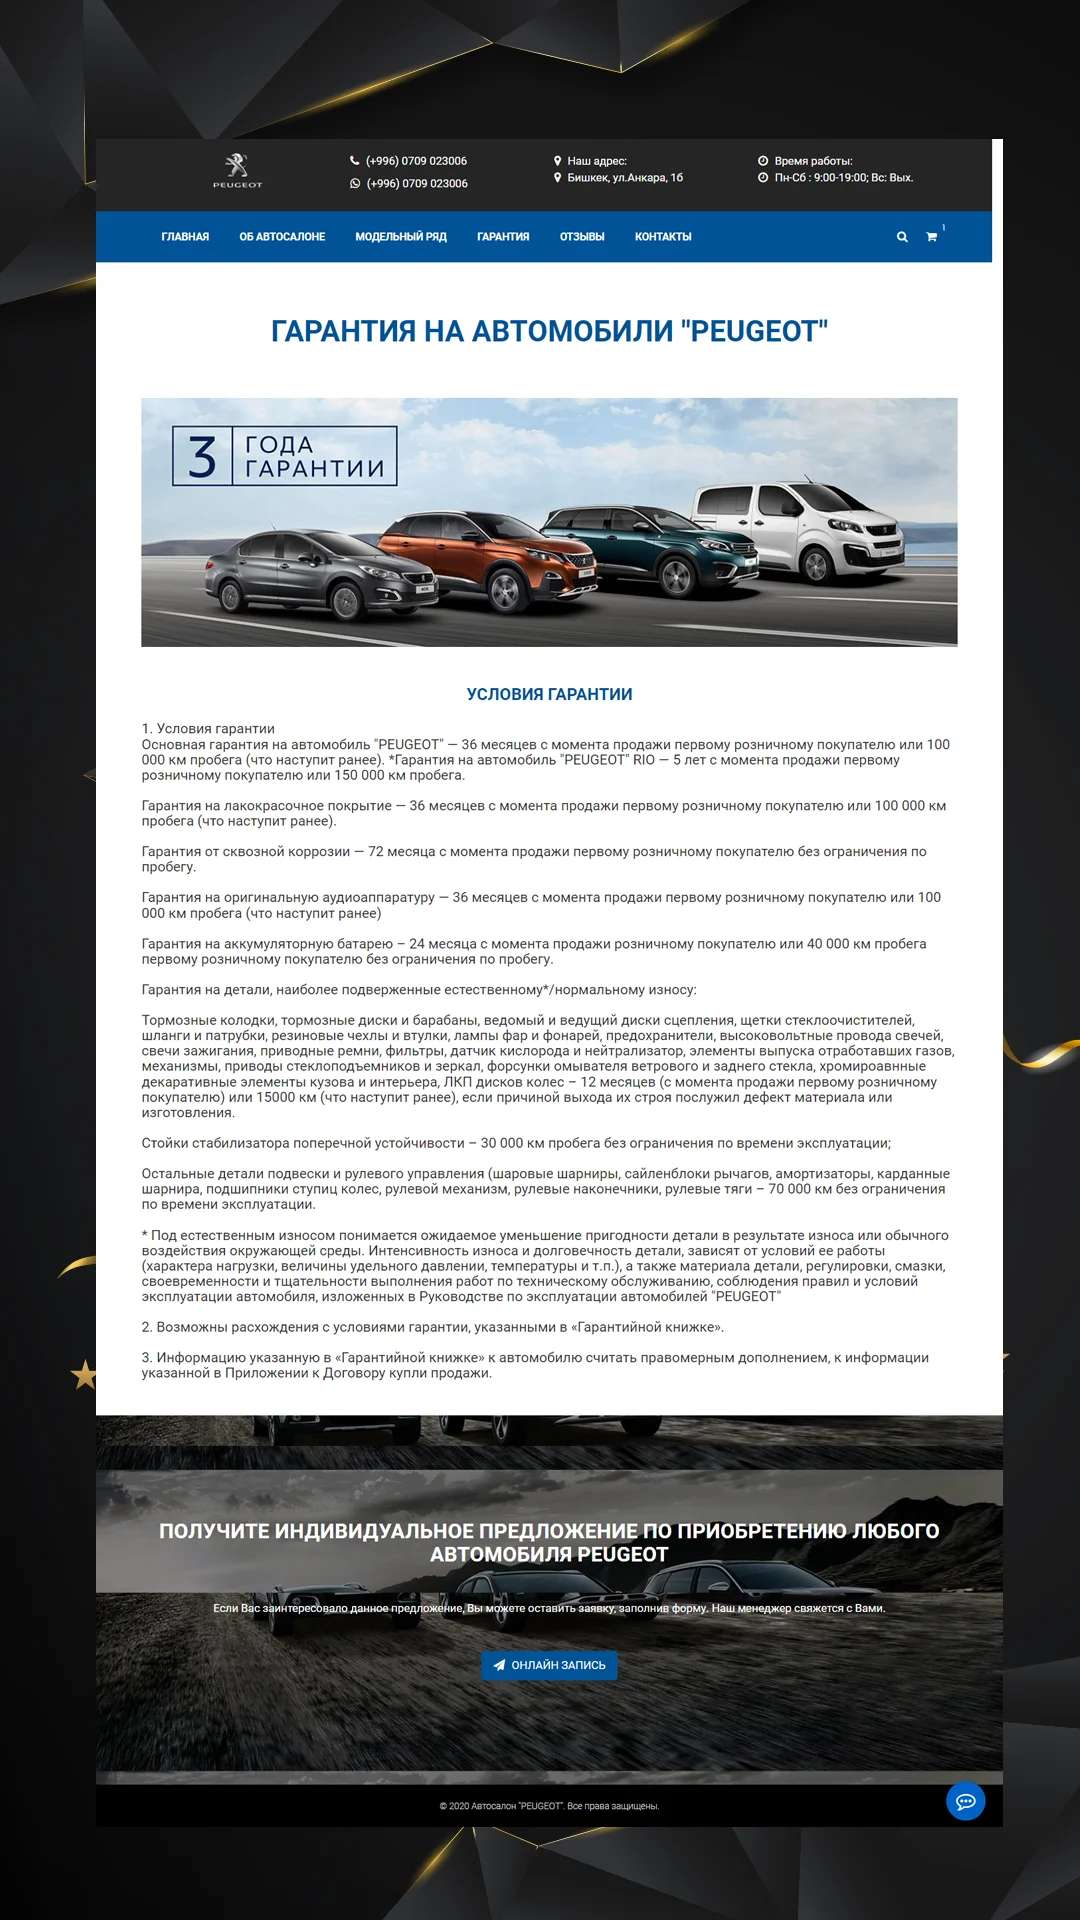 PEUGEOT
(+996) 0709 023006
(+996) 0709 023006
Наш адрес:
Бишкек, ул.Анкара, 1б
Время работы:
Пн-Сб : 9:00-19:00; Вс: Вых.
ГЛАВНАЯ ОБ АВТОСАЛОНЕ МОДЕЛЬНЫЙ РЯД ГАРАНТИЯ ОТЗЫВЫ КОНТАКТЫ 1
ГАРАНТИЯ НА АВТОМОБИЛИ "PEUGEOT"
3 ГОДА
ГАРАНТИИ
УСЛОВИЯ ГАРАНТИИ
1. Условия гарантии
Основная гарантия на автомобиль "PEUGEOT" — 36 месяцев с момента продажи первому розничному покупателю или 100
000 км пробега (что наступит ранее). *Гарантия на автомобиль "PEUGEOT" RIO — 5 лет с момента продажи первому
розничному покупателю или 150 000 км пробега.
Гарантия на лакокрасочное покрытие — 36 месяцев с момента продажи первому розничному покупателю или 100 000 км
пробега (что наступит ранее).
Гарантия от сквозной коррозии — 72 месяца с момента продажи первому розничному покупателю без ограничения по
пробегу.
Гарантия на оригинальную аудиоаппаратуру — 36 месяцев с момента продажи первому розничному покупателю или 100
000 км пробега (что наступит ранее)
Гарантия на аккумуляторную батарею – 24 месяца с момента продажи розничному покупателю или 40 000 км пробега
первому розничному покупателю без ограничения по пробегу.
Гарантия на детали, наиболее подверженные естественному*/нормальному износу:
Тормозные колодки, тормозные диски и барабаны, ведомый и ведущий диски сцепления, щетки стеклоочистителей,
шланги и патрубки, резиновые чехлы и втулки, лампы фар и фонарей, предохранители, высоковольтные провода свечей,
свечи зажигания, приводные ремни, фильтры, датчик кислорода и нейтрализатор, элементы выпуска отработавших газов,
механизмы, приводы стеклоподъемников и зеркал, форсунки омывателя ветрового и заднего стекла, хромироавнные
декаративные элементы кузова и интерьера, ЛКП дисков колес – 12 месяцев (с момента продажи первому розничному
покупателю) или 15000 км (что наступит ранее), если причиной выхода их строя послужил дефект материала или
изготовления.
Стойки стабилизатора поперечной устойчивости – 30 000 км пробега без ограничения по времени эксплуатации;
Остальные детали подвески и рулевого управления (шаровые шарниры, сайленблоки рычагов, амортизаторы, карданные
шарнира, подшипники ступиц колес, рулевой механизм, рулевые наконечники, рулевые тяги – 70 000 км без ограничения
по времени эксплуатации.
* Под естественным износом понимается ожидаемое уменьшение пригодности детали в результате износа или обычного
воздействия окружающей среды. Интенсивность износа и долговечность детали, зависят от условий ее работы
(характера нагрузки, величины удельного давлении, температуры и т.п.), а также материала детали, регулировки, смазки,
своевременности и тщательности выполнения работ по техническому обслуживанию, соблюдения правил и условий
эксплуатации автомобиля, изложенных в Руководстве по эксплуатации автомобилей "PEUGEOT"
2. Возможны расхождения с условиями гарантии, указанными в «Гарантийной книжке».
3. Информацию указанную в «Гарантийной книжке» к автомобилю считать правомерным дополнением, к информации
указанной в Приложении к Договору купли продажи.
ПОЛУЧИТЕ ИНДИВИДУАЛЬНОЕ ПРЕДЛОЖЕНИЕ ПО ПРИОБРЕТЕНИЮ ЛЮБОГО
АВТОМОБИЛЯ PEUGEOT
Если Вас заинтересовало данное предложение, Вы можете оставить заявку, заполнив форму. Наш менеджер свяжется с Вами.
ОНЛАЙН ЗАПИСЬ
© 2020 Автосалон "PEUGEOT". Все права защищены.